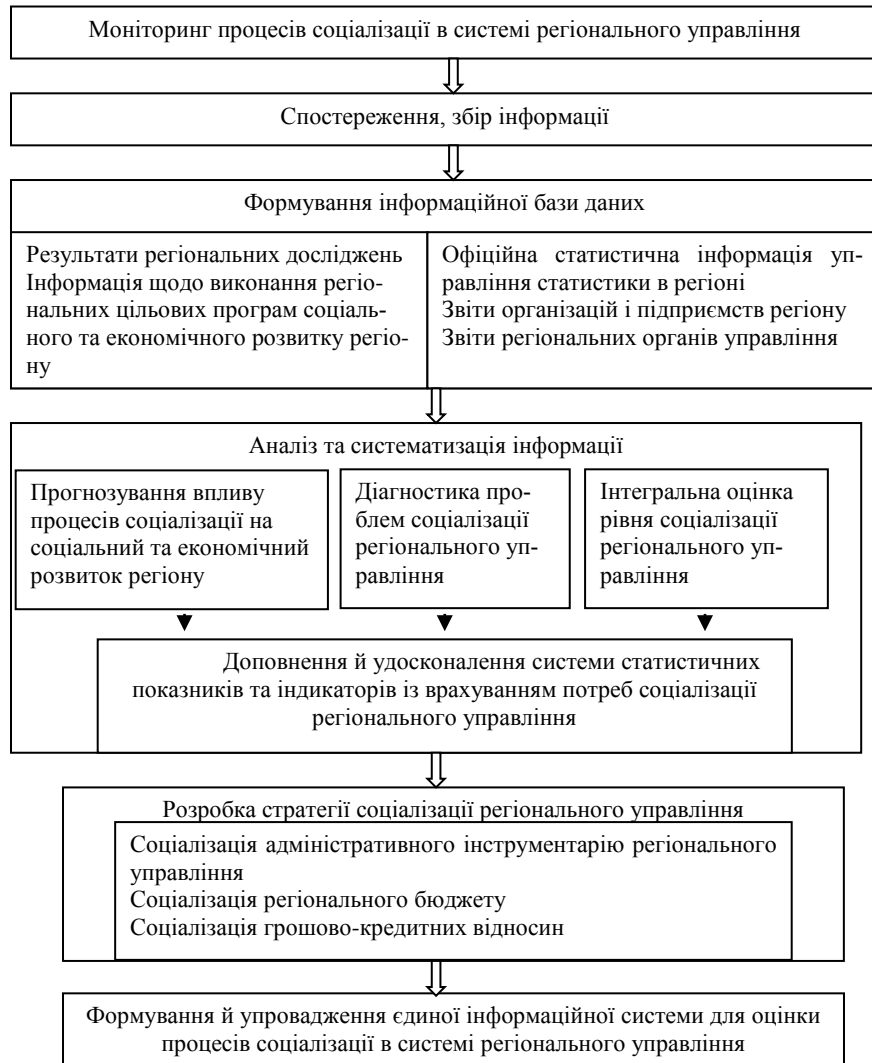 Моніторинг процесів соціалізації в системі регіонального управління
Спостереження, збір інформації
Формування інформаційної бази даних
Результати регіональних досліджень
Інформація щодо виконання регіо-
нальних цільових програм соціаль-
ного та економічного розвитку регіо-
ну
Офіційна статистична інформація уп-
равління статистики в регіоні
Звіти організацій і підприємств регіону
Звіти регіональних органів управління
Аналіз та систематизація інформації
Прогнозування впливу
процесів соціалізації на
соціальний та економічний
розвиток регіону
Діагностика про-
блем соціалізації
регіонального уп-
равління
Інтегральна оцінка
рівня соціалізації
регіонального уп-
равління
Доповнення й удосконалення системи статистичних
показників та індикаторів із врахуванням потреб соціалізації
регіонального управління
Розробка стратегії соціалізації регіонального управління
Соціалізація адміністративного інструментарію регіонального
управління
Соціалізація регіонального бюджету
Соціалізація грошово-кредитних відносин
Формування й упровадження єдиної інформаційної системи для оцінки
процесів соціалізації в системі регіонального управління